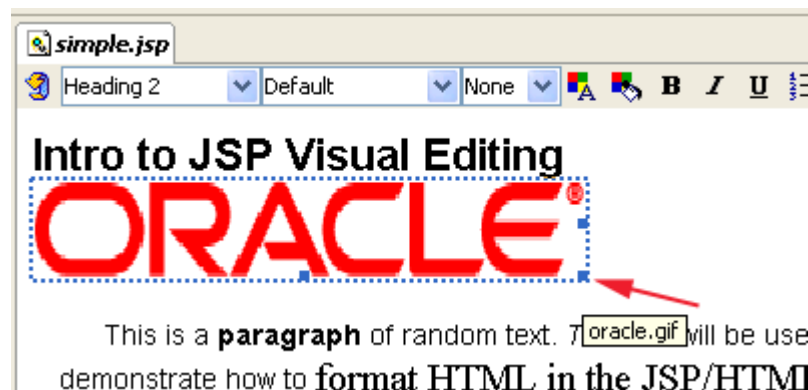 simple.jsp
Heading 2 Default None A B I U
Intro to JSP Visual Editing
ORACLE®
This is a paragraph of random text. T oracle.gif will be use
demonstrate how to format HTML in the JSP/HTML